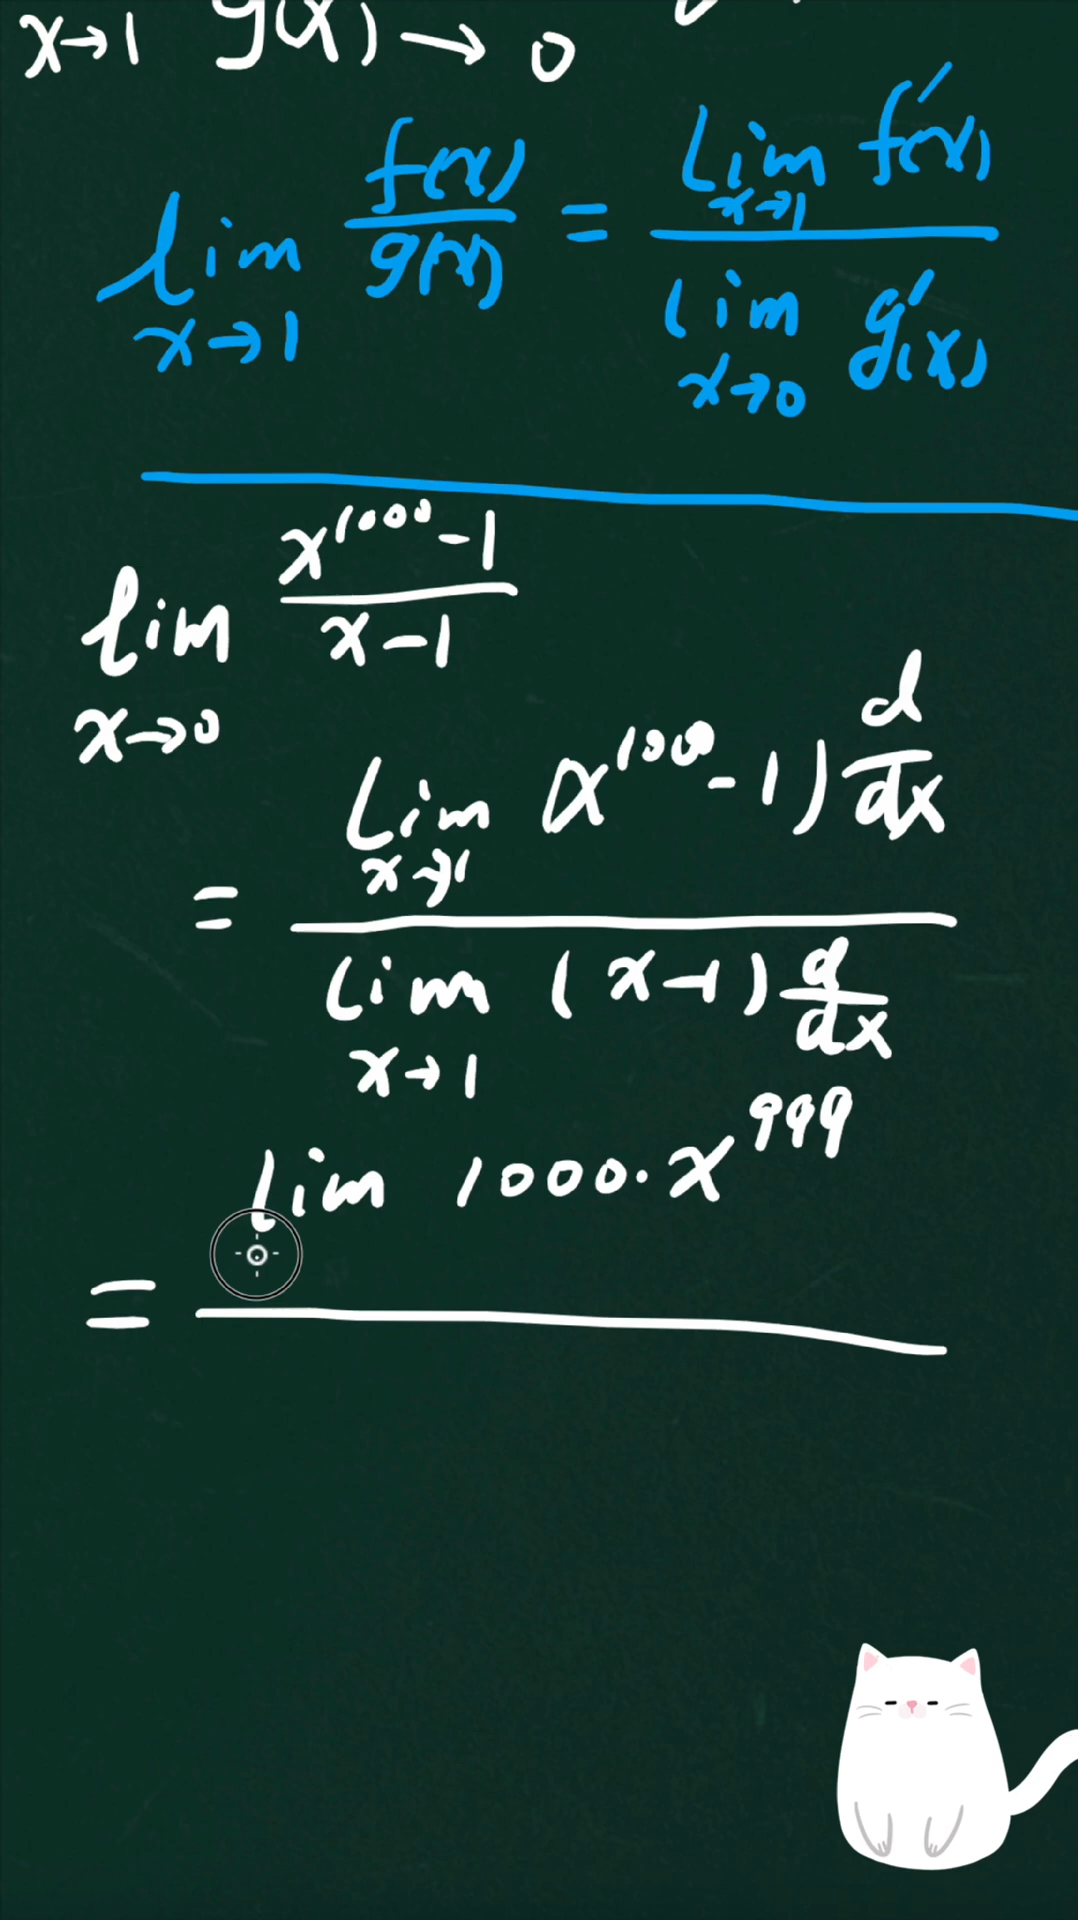 x→1 g(x)→0
lim x→1 f(x)/g(x) = lim x→1 f'(x) / lim x→0 g'(x)
lim x→0 x^1000-1 / x-1
= lim x→1 (x^1000-1) d/dx / lim x→1 (x-1) d/dx
= lim 1000·x^999